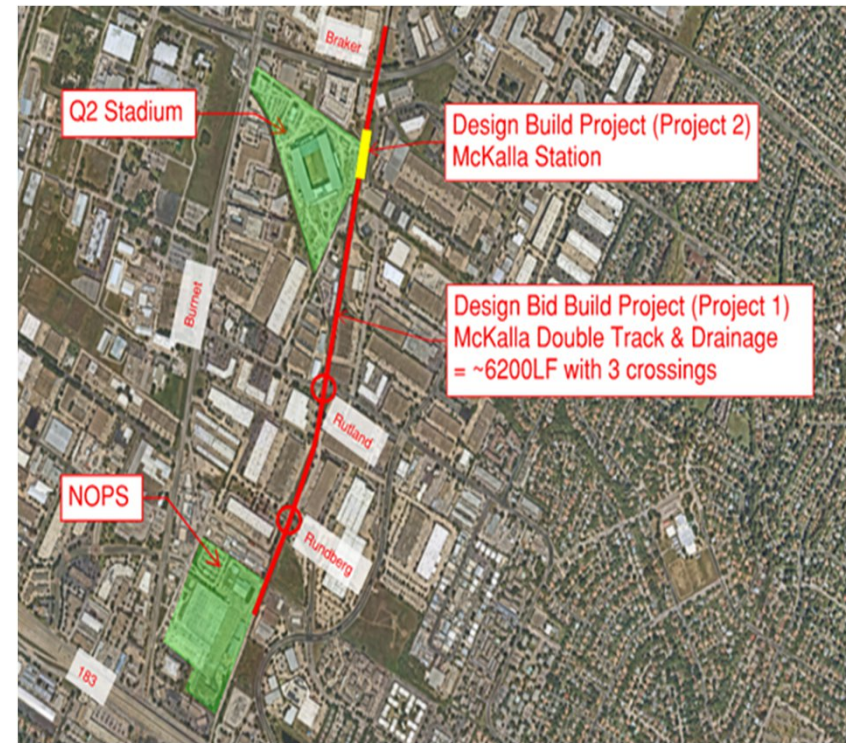 Braker
Q2 Stadium
Design Build Project (Project 2)
McKalla Station
Burnet
Design Bid Build Project (Project 1)
McKalla Double Track & Drainage
= ~6200LF with 3 crossings
Rutland
NOPS
Rundberg
183